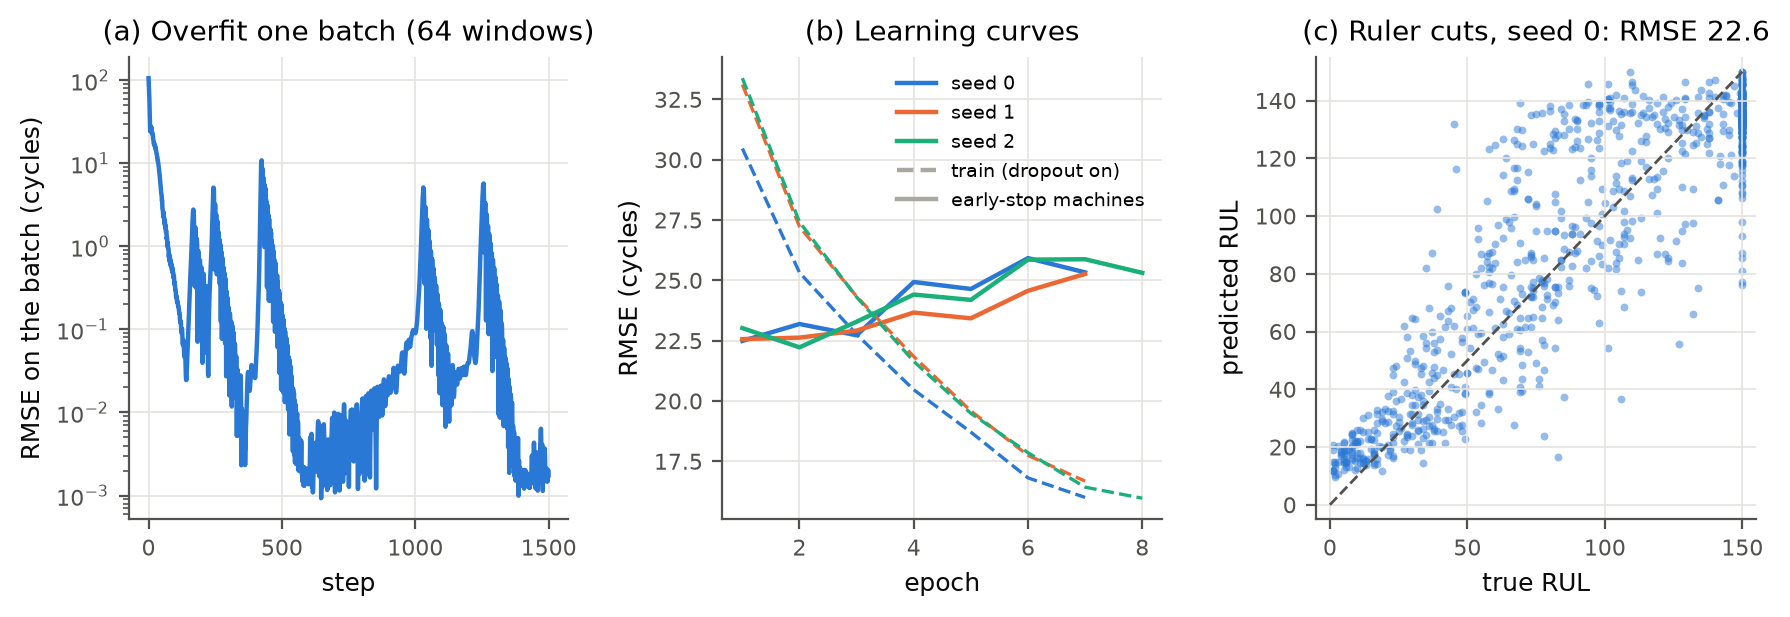 (a) Overfit one batch (64 windows)
RMSE on the batch (cycles)
10²
10¹
10⁰
10⁻¹
10⁻²
10⁻³
0
500
1000
1500
step
(b) Learning curves
RMSE (cycles)
32.5
30.0
27.5
25.0
22.5
20.0
17.5
seed 0
seed 1
seed 2
train (dropout on)
early-stop machines
2
4
6
8
epoch
(c) Ruler cuts, seed 0: RMSE 22.6
predicted RUL
140
120
100
80
60
40
20
0
0
50
100
150
true RUL